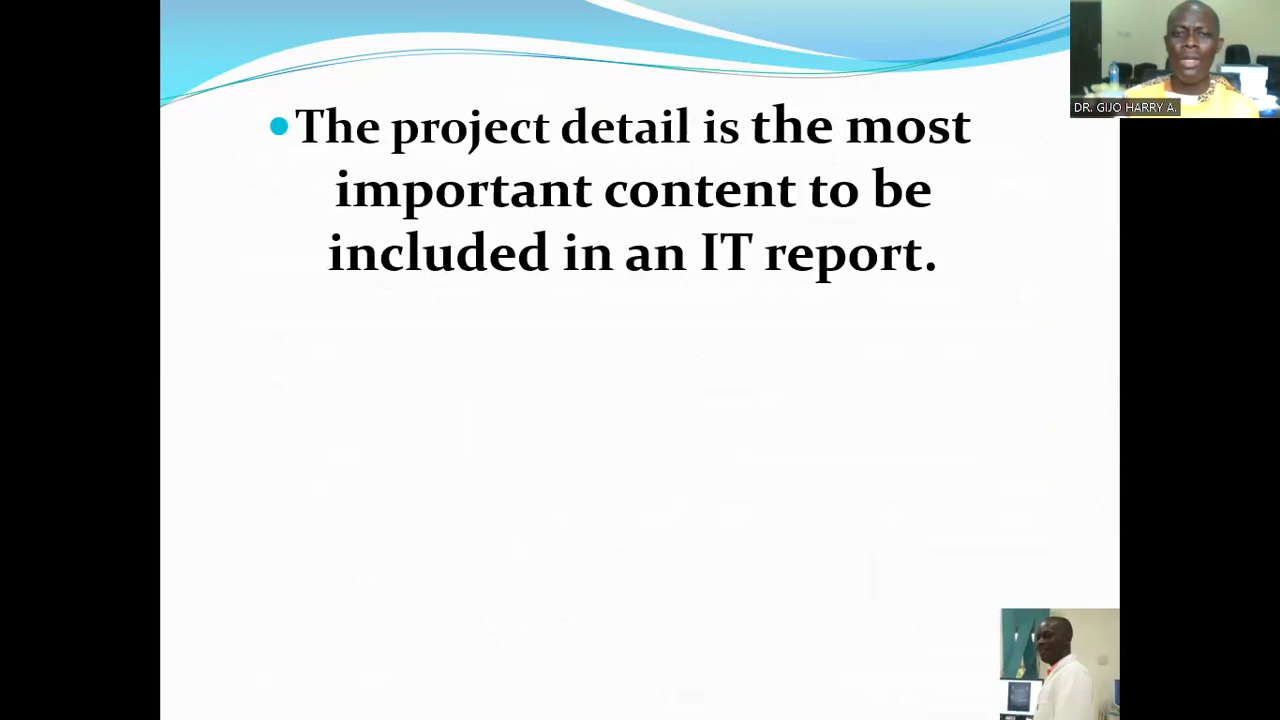 •The project detail is the most
important content to be
included in an IT report.
DR. GIJO HARRY A.